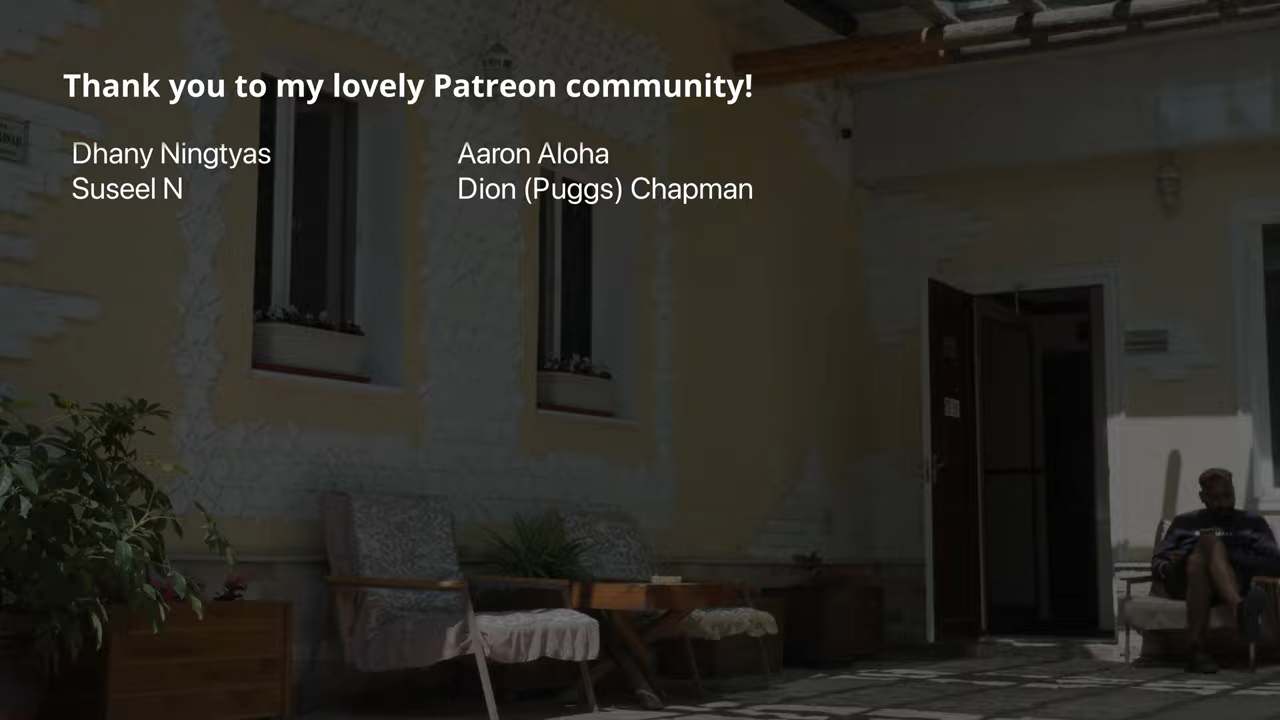 Thank you to my lovely Patreon community!
Dhany Ningtyas
Suseel N
Aaron Aloha
Dion (Puggs) Chapman